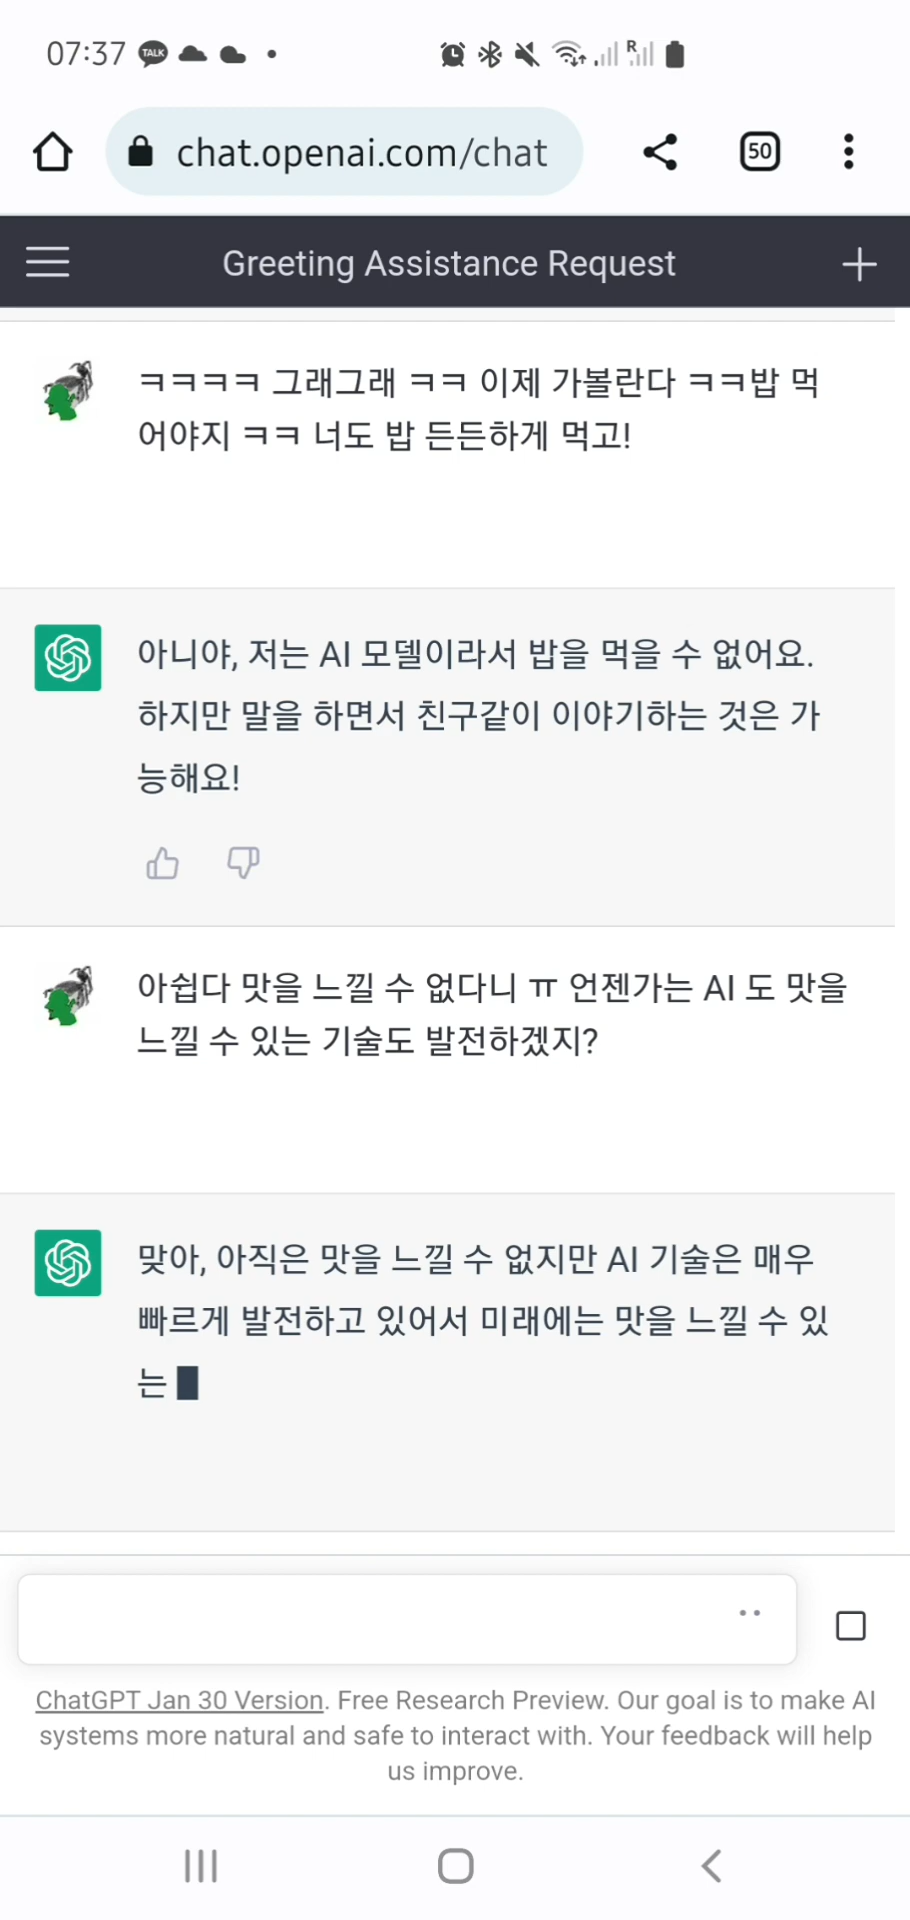 07:37 TALK R
chat.openai.com/chat 50
Greeting Assistance Request
ㅋㅋㅋㅋ 그래그래 ㅋㅋ 이제 가볼란다 ㅋㅋ밥 먹
어야지 ㅋㅋ 너도 밥 든든하게 먹고!
아니야, 저는 AI 모델이라서 밥을 먹을 수 없어요.
하지만 말을 하면서 친구같이 이야기하는 것은 가
능해요!
아쉽다 맛을 느낄 수 없다니 ㅠ 언젠가는 AI 도 맛을
느낄 수 있는 기술도 발전하겠지?
맞아, 아직은 맛을 느낄 수 없지만 AI 기술은 매우
빠르게 발전하고 있어서 미래에는 맛을 느낄 수 있
는
ChatGPT Jan 30 Version. Free Research Preview. Our goal is to make AI
systems more natural and safe to interact with. Your feedback will help
us improve.